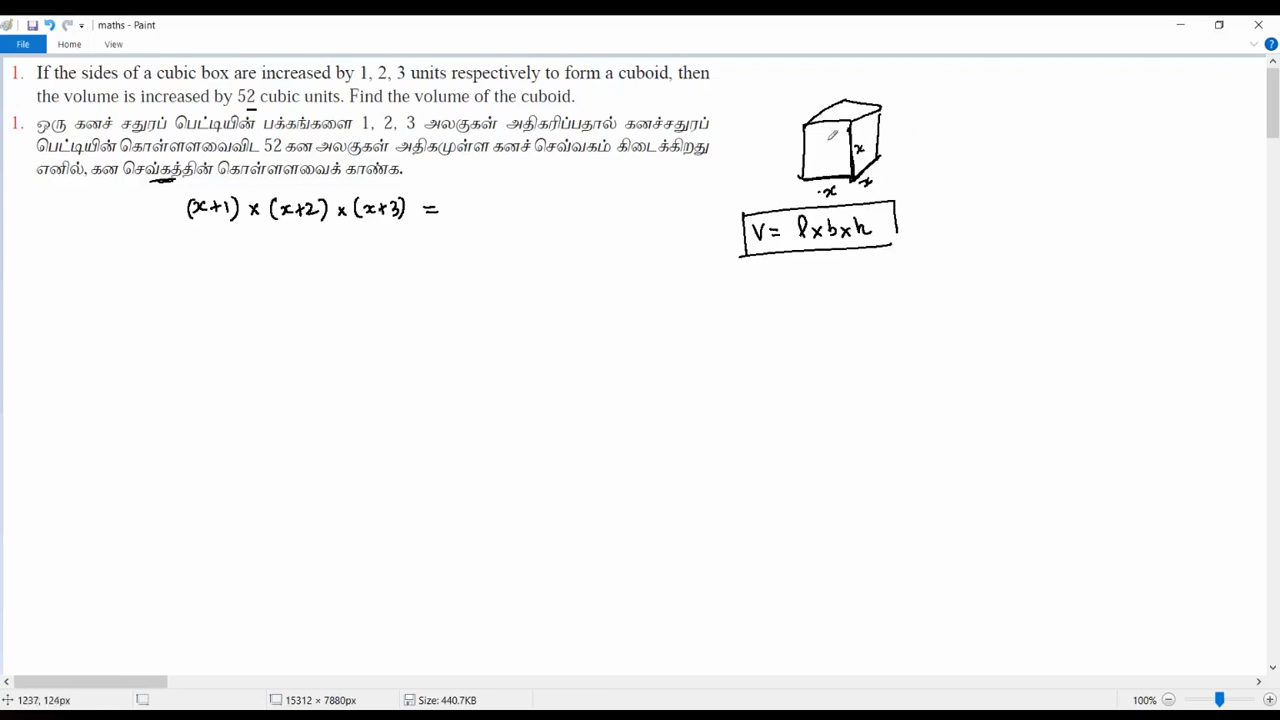 maths - Paint
File Home View
1. If the sides of a cubic box are increased by 1, 2, 3 units respectively to form a cuboid, then
the volume is increased by 52 cubic units. Find the volume of the cuboid.
1. ஒரு கனச் சதுரப் பெட்டியின் பக்கங்களை 1, 2, 3 அலகுகள் அதிகரிப்பதால் கனச்சதுரப்
பெட்டியின் கொள்ளளவைவிட 52 கன அலகுகள் அதிகமுள்ள கனச் செவ்வகம் கிடைக்கிறது
எனில், கன செவ்கத்தின் கொள்ளளவைக் காண்க.
x
x
x
(x+1) × (x+2) × (x+3) =
V = l×b×h
1237, 124px 15312 × 7880px Size: 440.7KB 100%